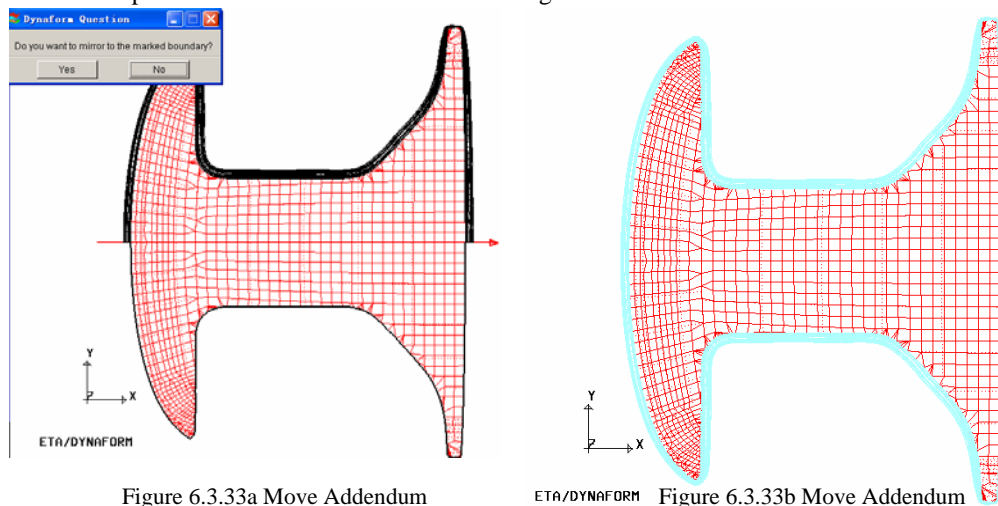 Dynaform Question
Do you want to mirror to the marked boundary?
Yes No
Y
Z X
ETA/DYNAFORM
Figure 6.3.33a Move Addendum
Y
Z X
ETA/DYNAFORM Figure 6.3.33b Move Addendum